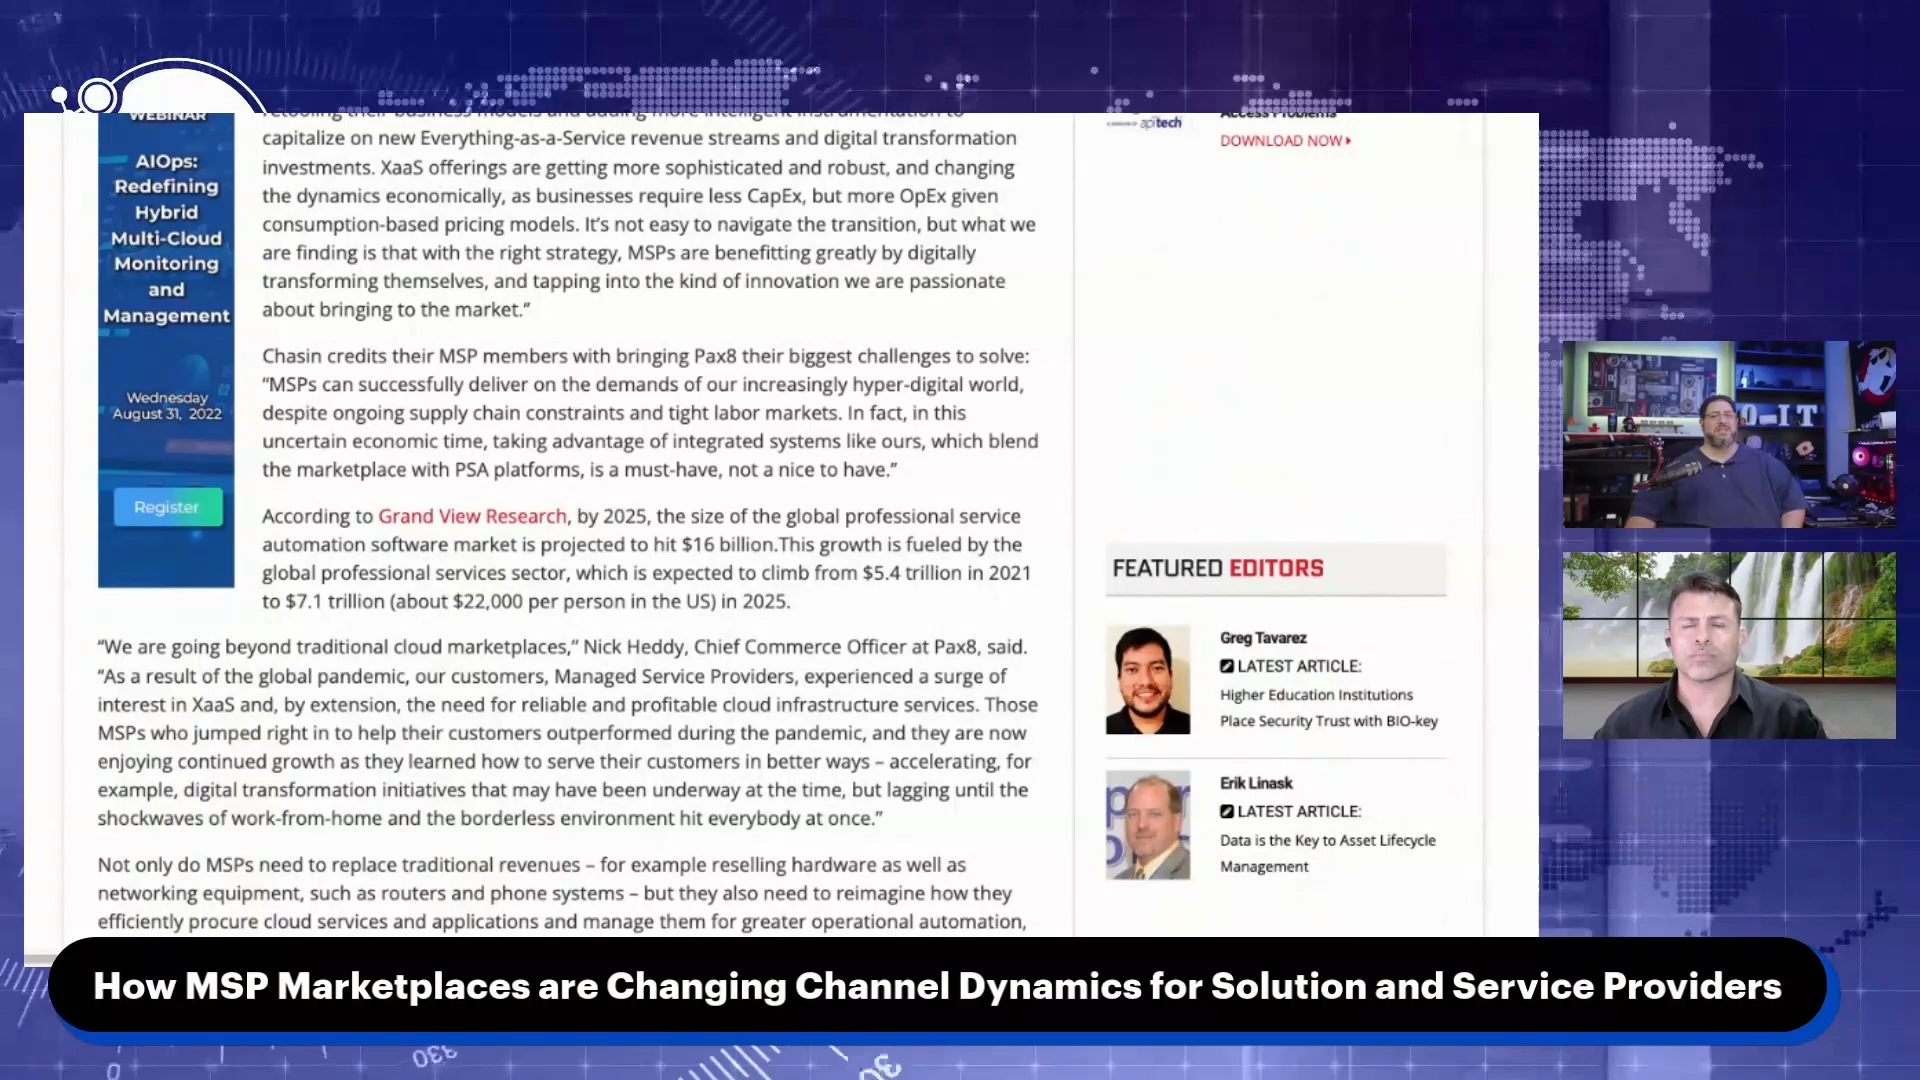 WEBINAR
AIOps:
Redefining
Hybrid
Multi-Cloud
Monitoring
and
Management
Wednesday
August 31, 2022
Register
retooling their business models and adding more intelligent instrumentation to
capitalize on new Everything-as-a-Service revenue streams and digital transformation
investments. XaaS offerings are getting more sophisticated and robust, and changing
the dynamics economically, as businesses require less CapEx, but more OpEx given
consumption-based pricing models. It’s not easy to navigate the transition, but what we
are finding is that with the right strategy, MSPs are benefitting greatly by digitally
transforming themselves, and tapping into the kind of innovation we are passionate
about bringing to the market.”
Chasin credits their MSP members with bringing Pax8 their biggest challenges to solve:
“MSPs can successfully deliver on the demands of our increasingly hyper-digital world,
despite ongoing supply chain constraints and tight labor markets. In fact, in this
uncertain economic time, taking advantage of integrated systems like ours, which blend
the marketplace with PSA platforms, is a must-have, not a nice to have.”
According to Grand View Research, by 2025, the size of the global professional service
automation software market is projected to hit $16 billion.This growth is fueled by the
global professional services sector, which is expected to climb from $5.4 trillion in 2021
to $7.1 trillion (about $22,000 per person in the US) in 2025.
“We are going beyond traditional cloud marketplaces,” Nick Heddy, Chief Commerce Officer at Pax8, said.
“As a result of the global pandemic, our customers, Managed Service Providers, experienced a surge of
interest in XaaS and, by extension, the need for reliable and profitable cloud infrastructure services. Those
MSPs who jumped right in to help their customers outperformed during the pandemic, and they are now
enjoying continued growth as they learned how to serve their customers in better ways – accelerating, for
example, digital transformation initiatives that may have been underway at the time, but lagging until the
shockwaves of work-from-home and the borderless environment hit everybody at once.”
Not only do MSPs need to replace traditional revenues – for example reselling hardware as well as
networking equipment, such as routers and phone systems – but they also need to reimagine how they
efficiently procure cloud services and applications and manage them for greater operational automation,
apitech
Access Problems
DOWNLOAD NOW
FEATURED EDITORS
Greg Tavarez
LATEST ARTICLE:
Higher Education Institutions
Place Security Trust with BIO-key
Erik Linask
LATEST ARTICLE:
Data is the Key to Asset Lifecycle
Management
O-IT
How MSP Marketplaces are Changing Channel Dynamics for Solution and Service Providers
0
330
30